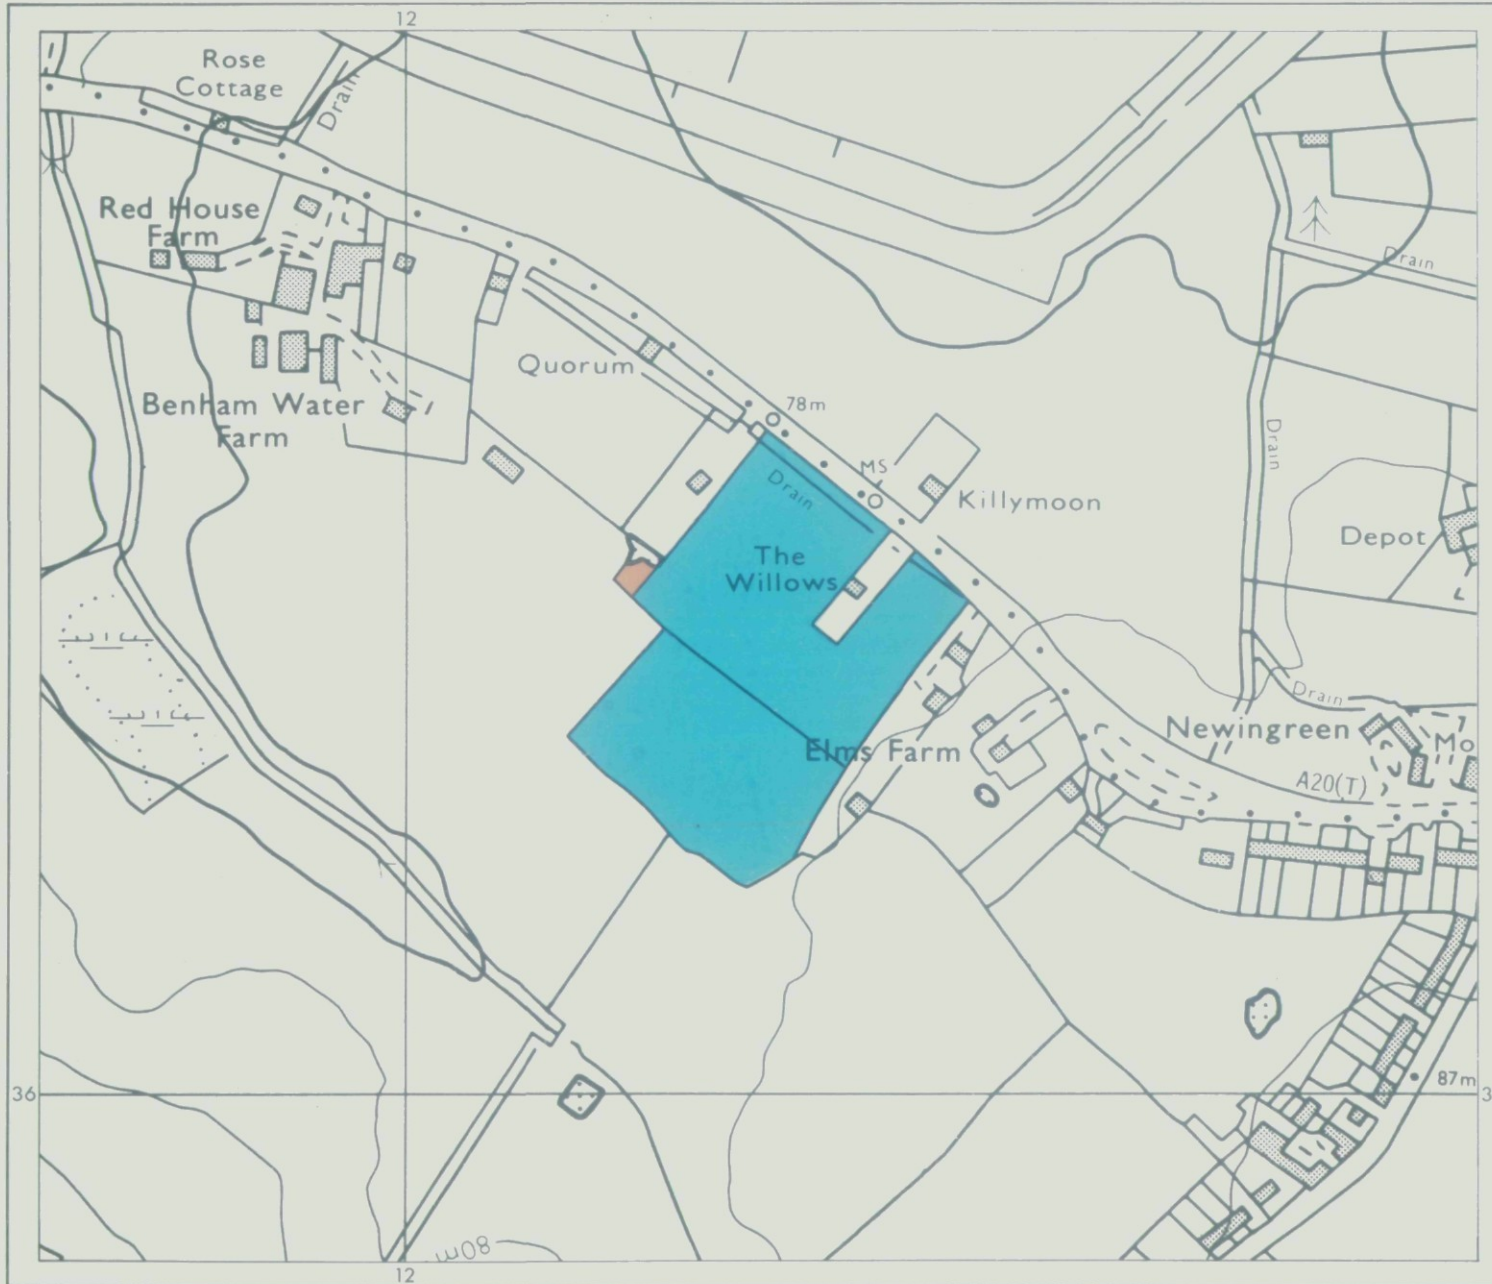 12
Rose
Cottage
Drain
Red House
Farm
Drain
Quorum
78m
Benham Water
Farm
Drain
MS
Killymoon
Drain
Depot
The
Willows
Drain
Newingreen
Mo
Elms Farm
A20(T)
36
87m
3
80m
12